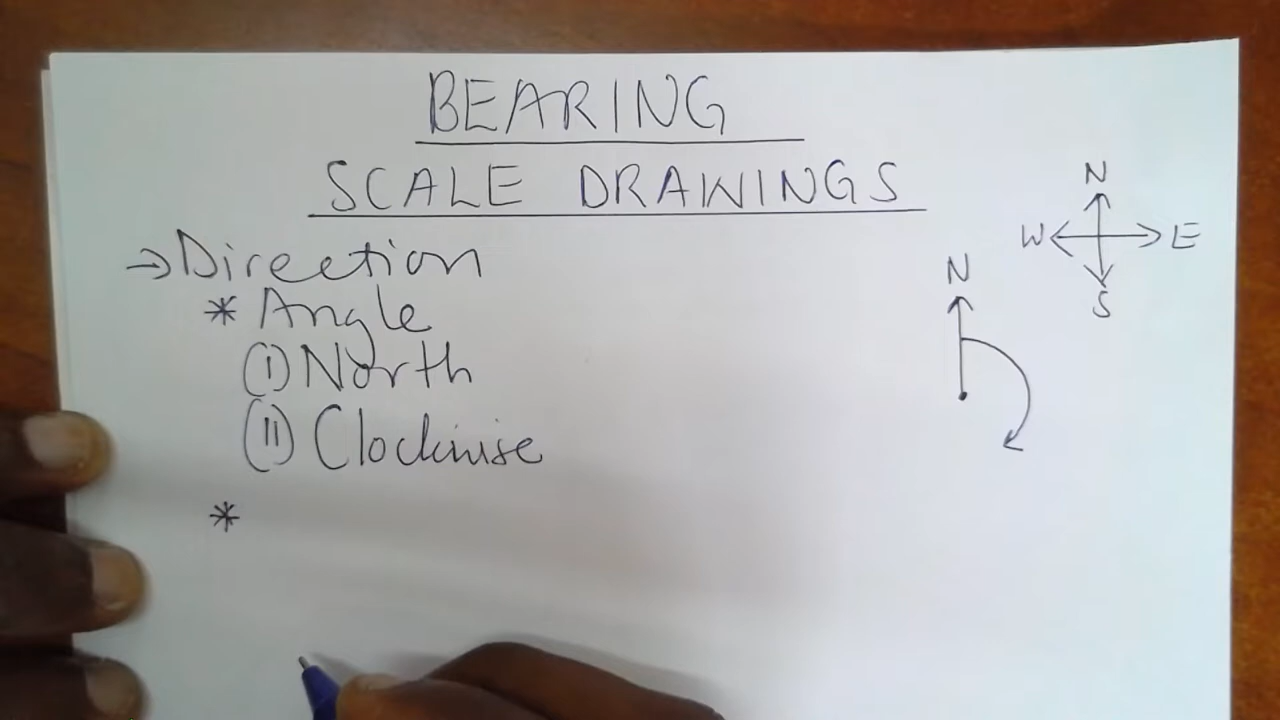 BEARING
SCALE DRAWINGS
→ Direction
* Angle
(I) North
(II) Clockwise
*
N
W E
S
N